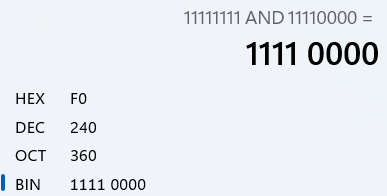 11111111 AND 11110000 =
1111 0000
HEX F0
DEC 240
OCT 360
BIN 1111 0000